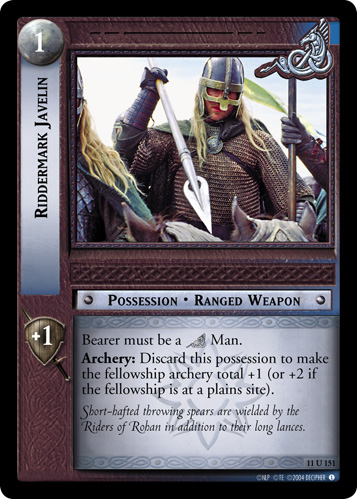 1
RIDDERMARK JAVELIN
POSSESSION • RANGED WEAPON
+1
Bearer must be a Man.
Archery: Discard this possession to make
the fellowship archery total +1 (or +2 if
the fellowship is at a plains site).
Short-hafted throwing spears are wielded by the
Riders of Rohan in addition to their long lances.
11 U 151
©NLP ©TE ©2004 DECIPHER